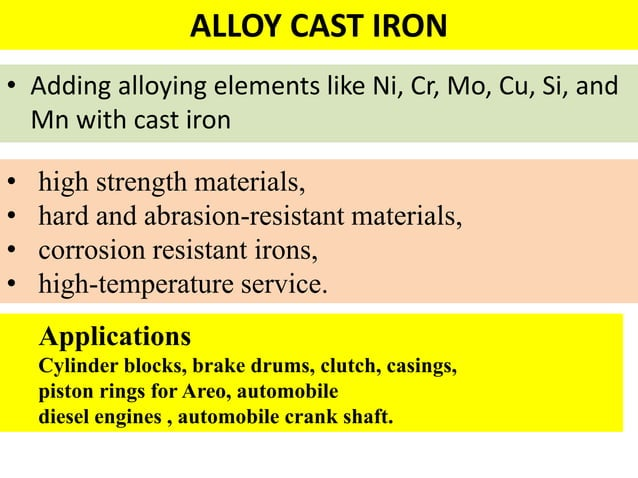 ALLOY CAST IRON
• Adding alloying elements like Ni, Cr, Mo, Cu, Si, and
Mn with cast iron
• high strength materials,
• hard and abrasion-resistant materials,
• corrosion resistant irons,
• high-temperature service.
Applications
Cylinder blocks, brake drums, clutch, casings,
piston rings for Areo, automobile
diesel engines , automobile crank shaft.